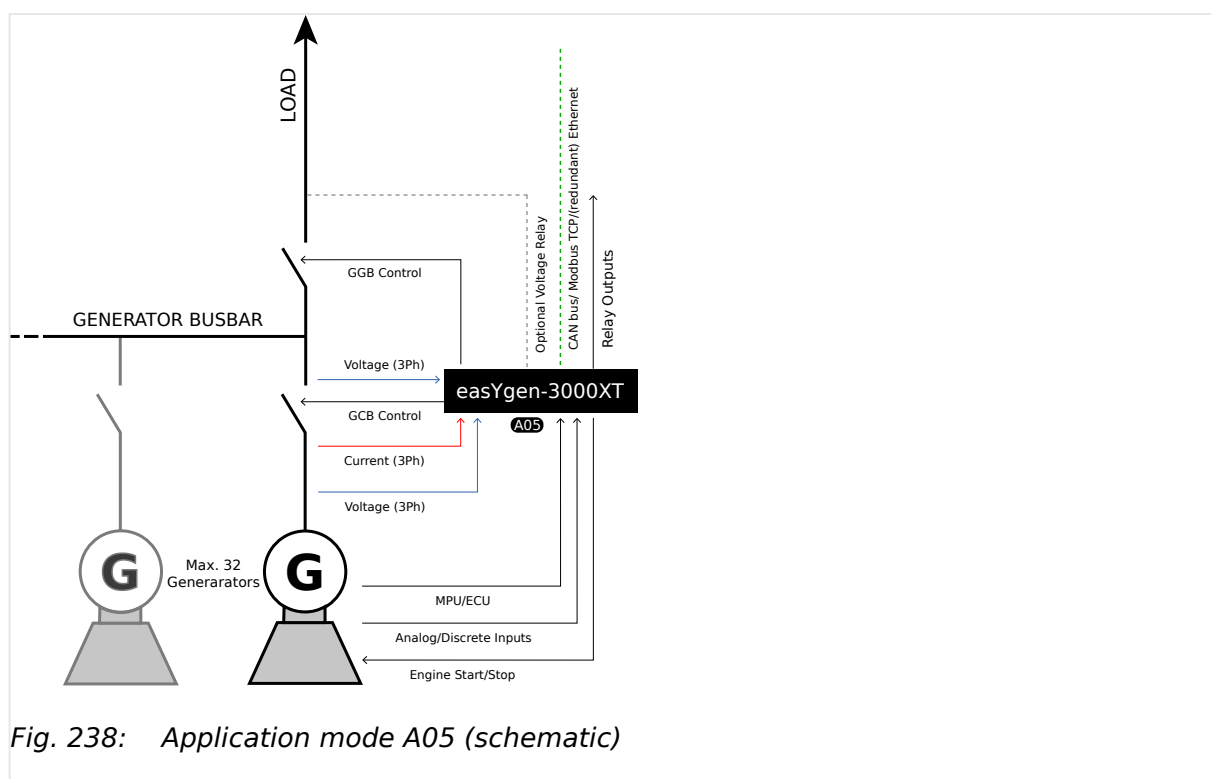 LOAD
Optional Voltage Relay
CAN bus/ Modbus TCP/(redundant) Ethernet
Relay Outputs
GGB Control
GENERATOR BUSBAR
Voltage (3Ph)
easYgen-3000XT
GCB Control
A05
Current (3Ph)
Voltage (3Ph)
G
Max. 32
Generarators
G
MPU/ECU
Analog/Discrete Inputs
Engine Start/Stop
Fig. 238: Application mode A05 (schematic)